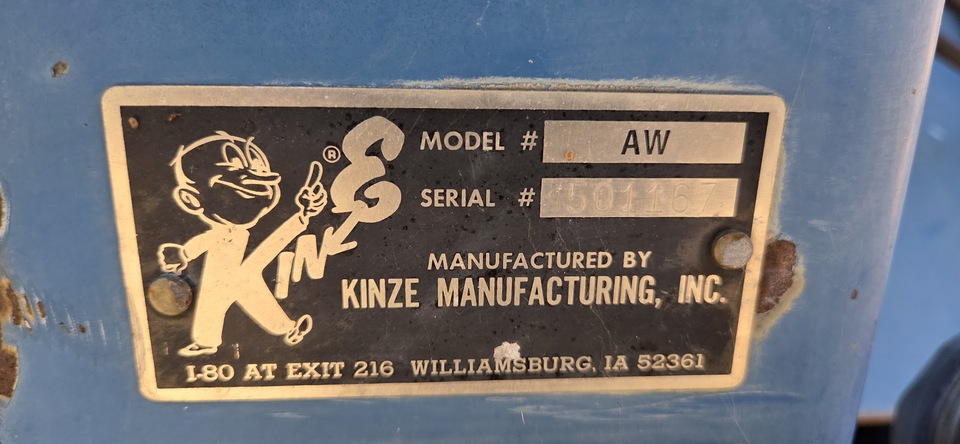 KINZE ®
MODEL # AW
SERIAL # 501167
MANUFACTURED BY
KINZE MANUFACTURING, INC.
I-80 AT EXIT 216 WILLIAMSBURG, IA 52361